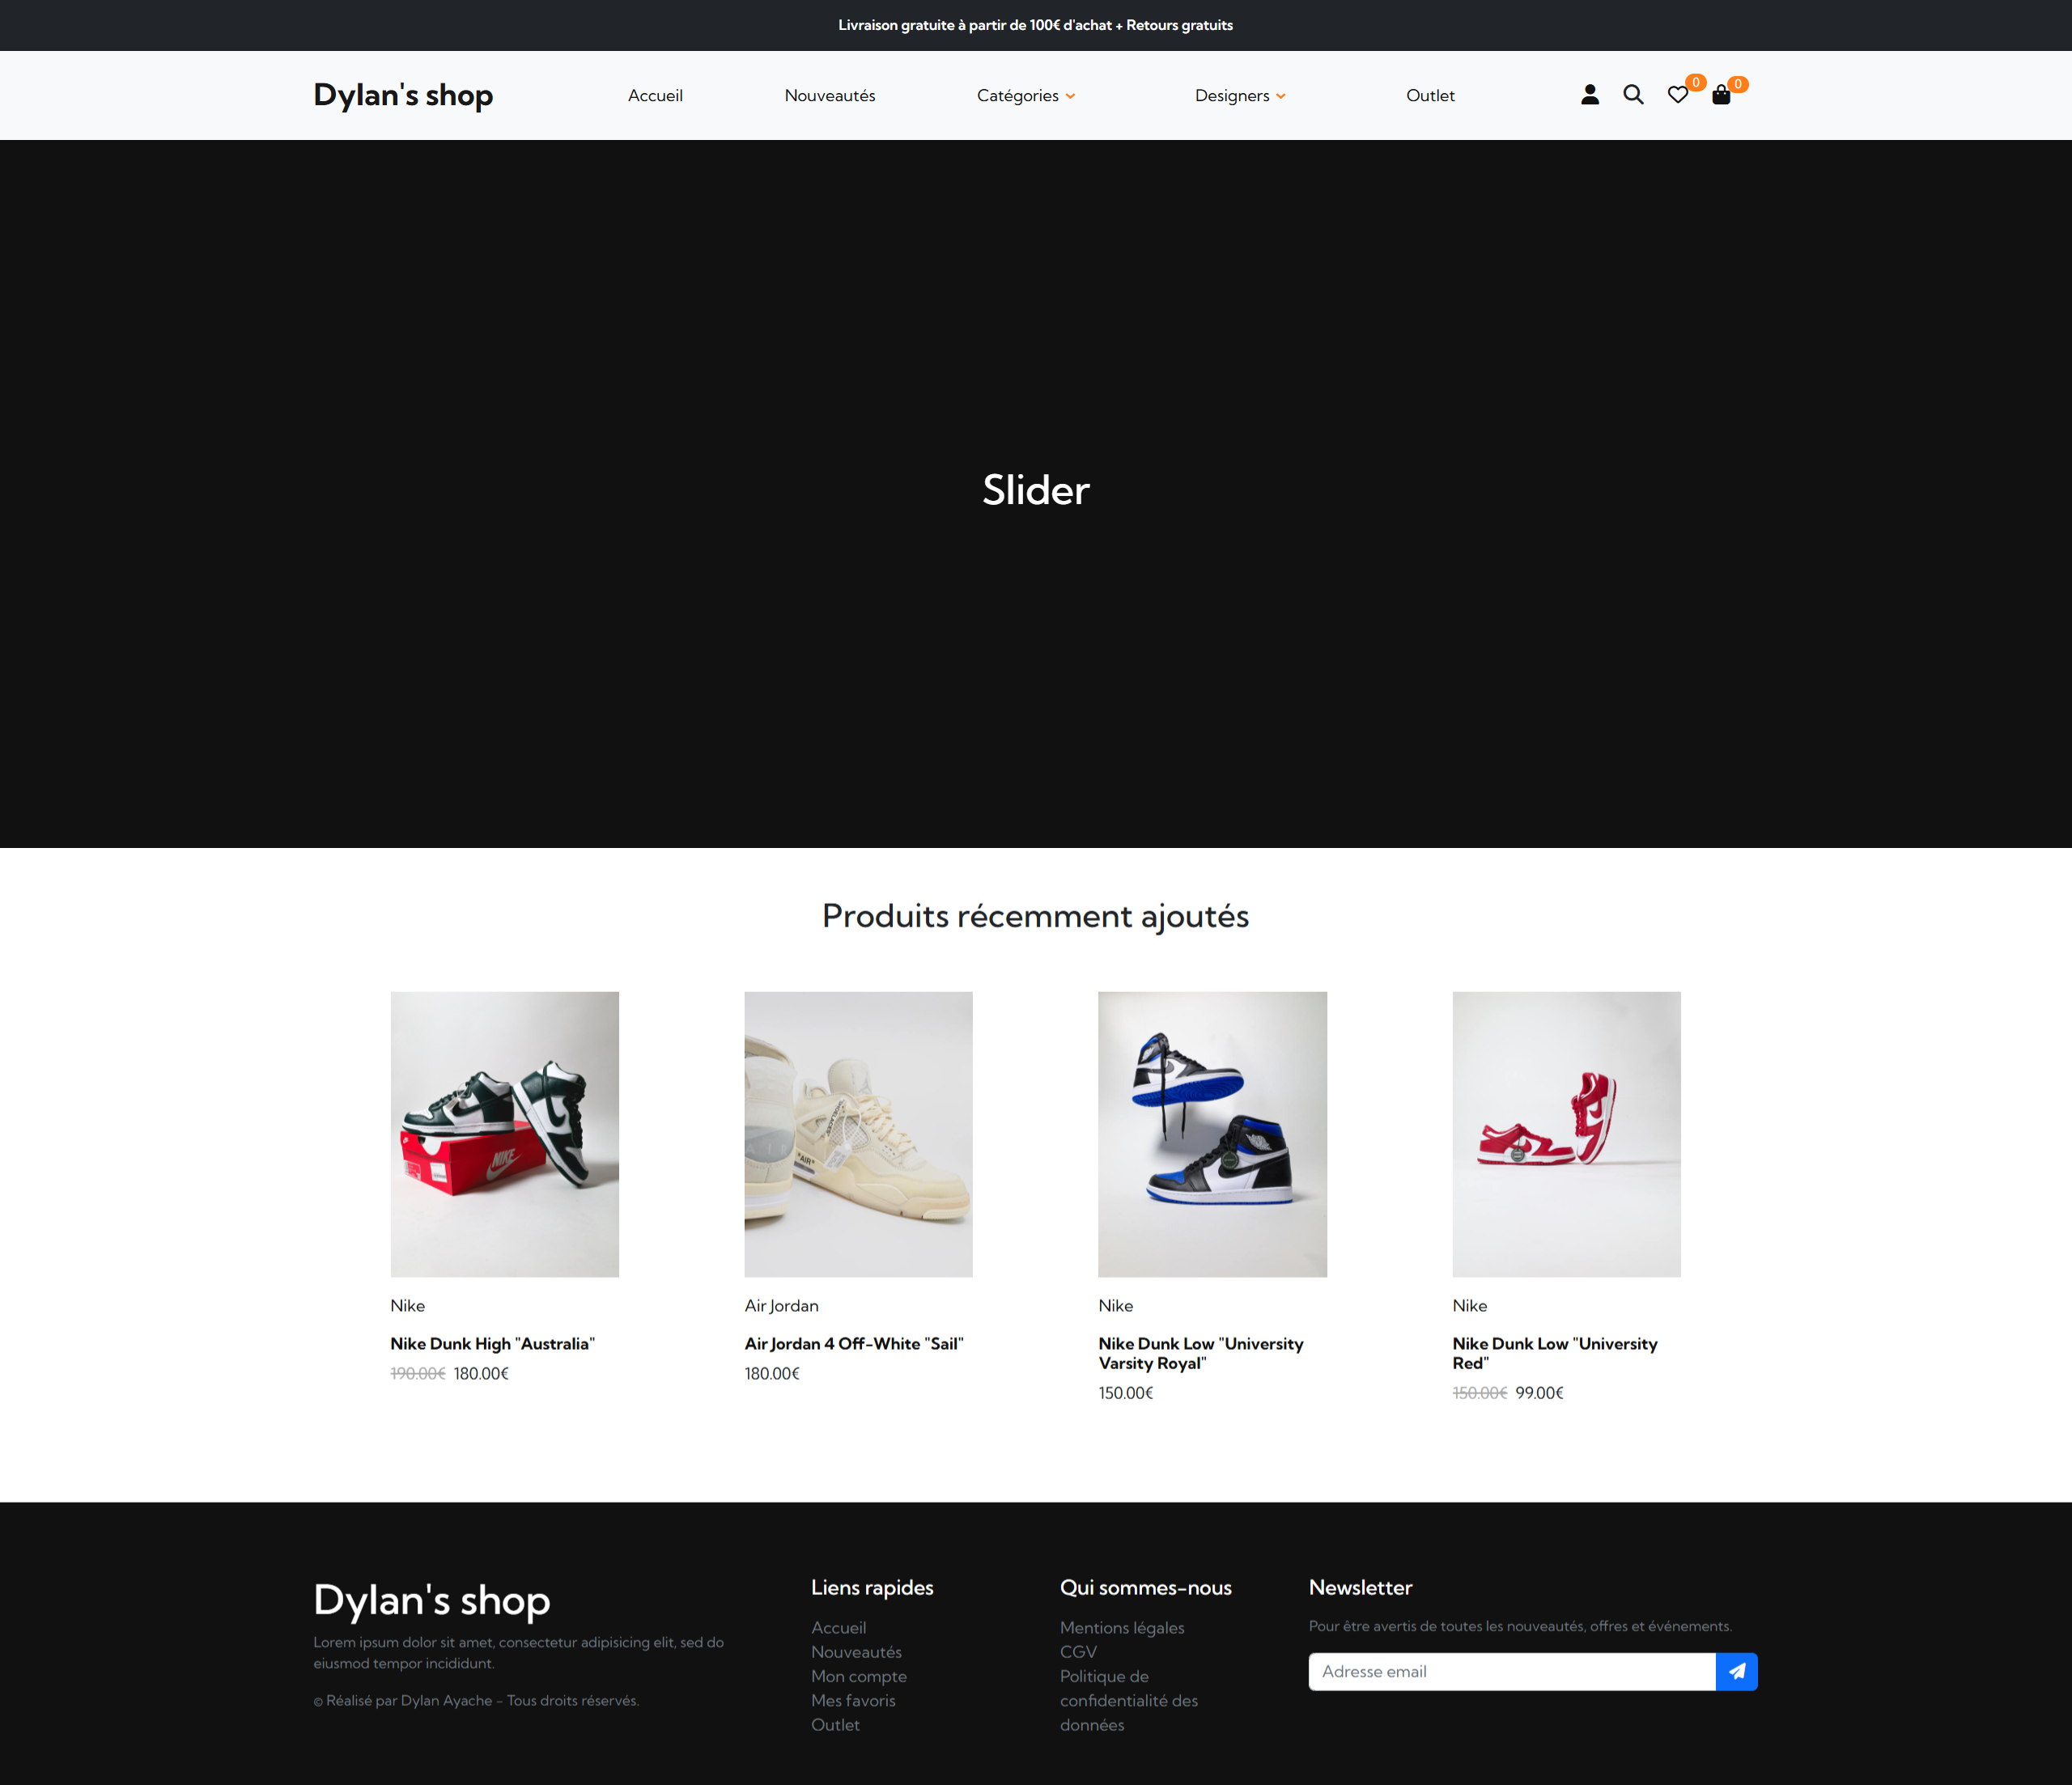 Livraison gratuite à partir de 100€ d'achat + Retours gratuits
Dylan's shop
Accueil
Nouveautés
Catégories
Designers
Outlet
0
0
Slider
Produits récemment ajoutés
NIKE
"AIR"
Nike
Nike Dunk High "Australia"
190.00€ 180.00€
Air Jordan
Air Jordan 4 Off-White "Sail"
180.00€
Nike
Nike Dunk Low "University
Varsity Royal"
150.00€
Nike
Nike Dunk Low "University
Red"
150.00€ 99.00€
Dylan's shop
Lorem ipsum dolor sit amet, consectetur adipisicing elit, sed do
eiusmod tempor incididunt.
© Réalisé par Dylan Ayache - Tous droits réservés.
Liens rapides
Accueil
Nouveautés
Mon compte
Mes favoris
Outlet
Qui sommes-nous
Mentions légales
CGV
Politique de
confidentialité des
données
Newsletter
Pour être avertis de toutes les nouveautés, offres et événements.
Adresse email